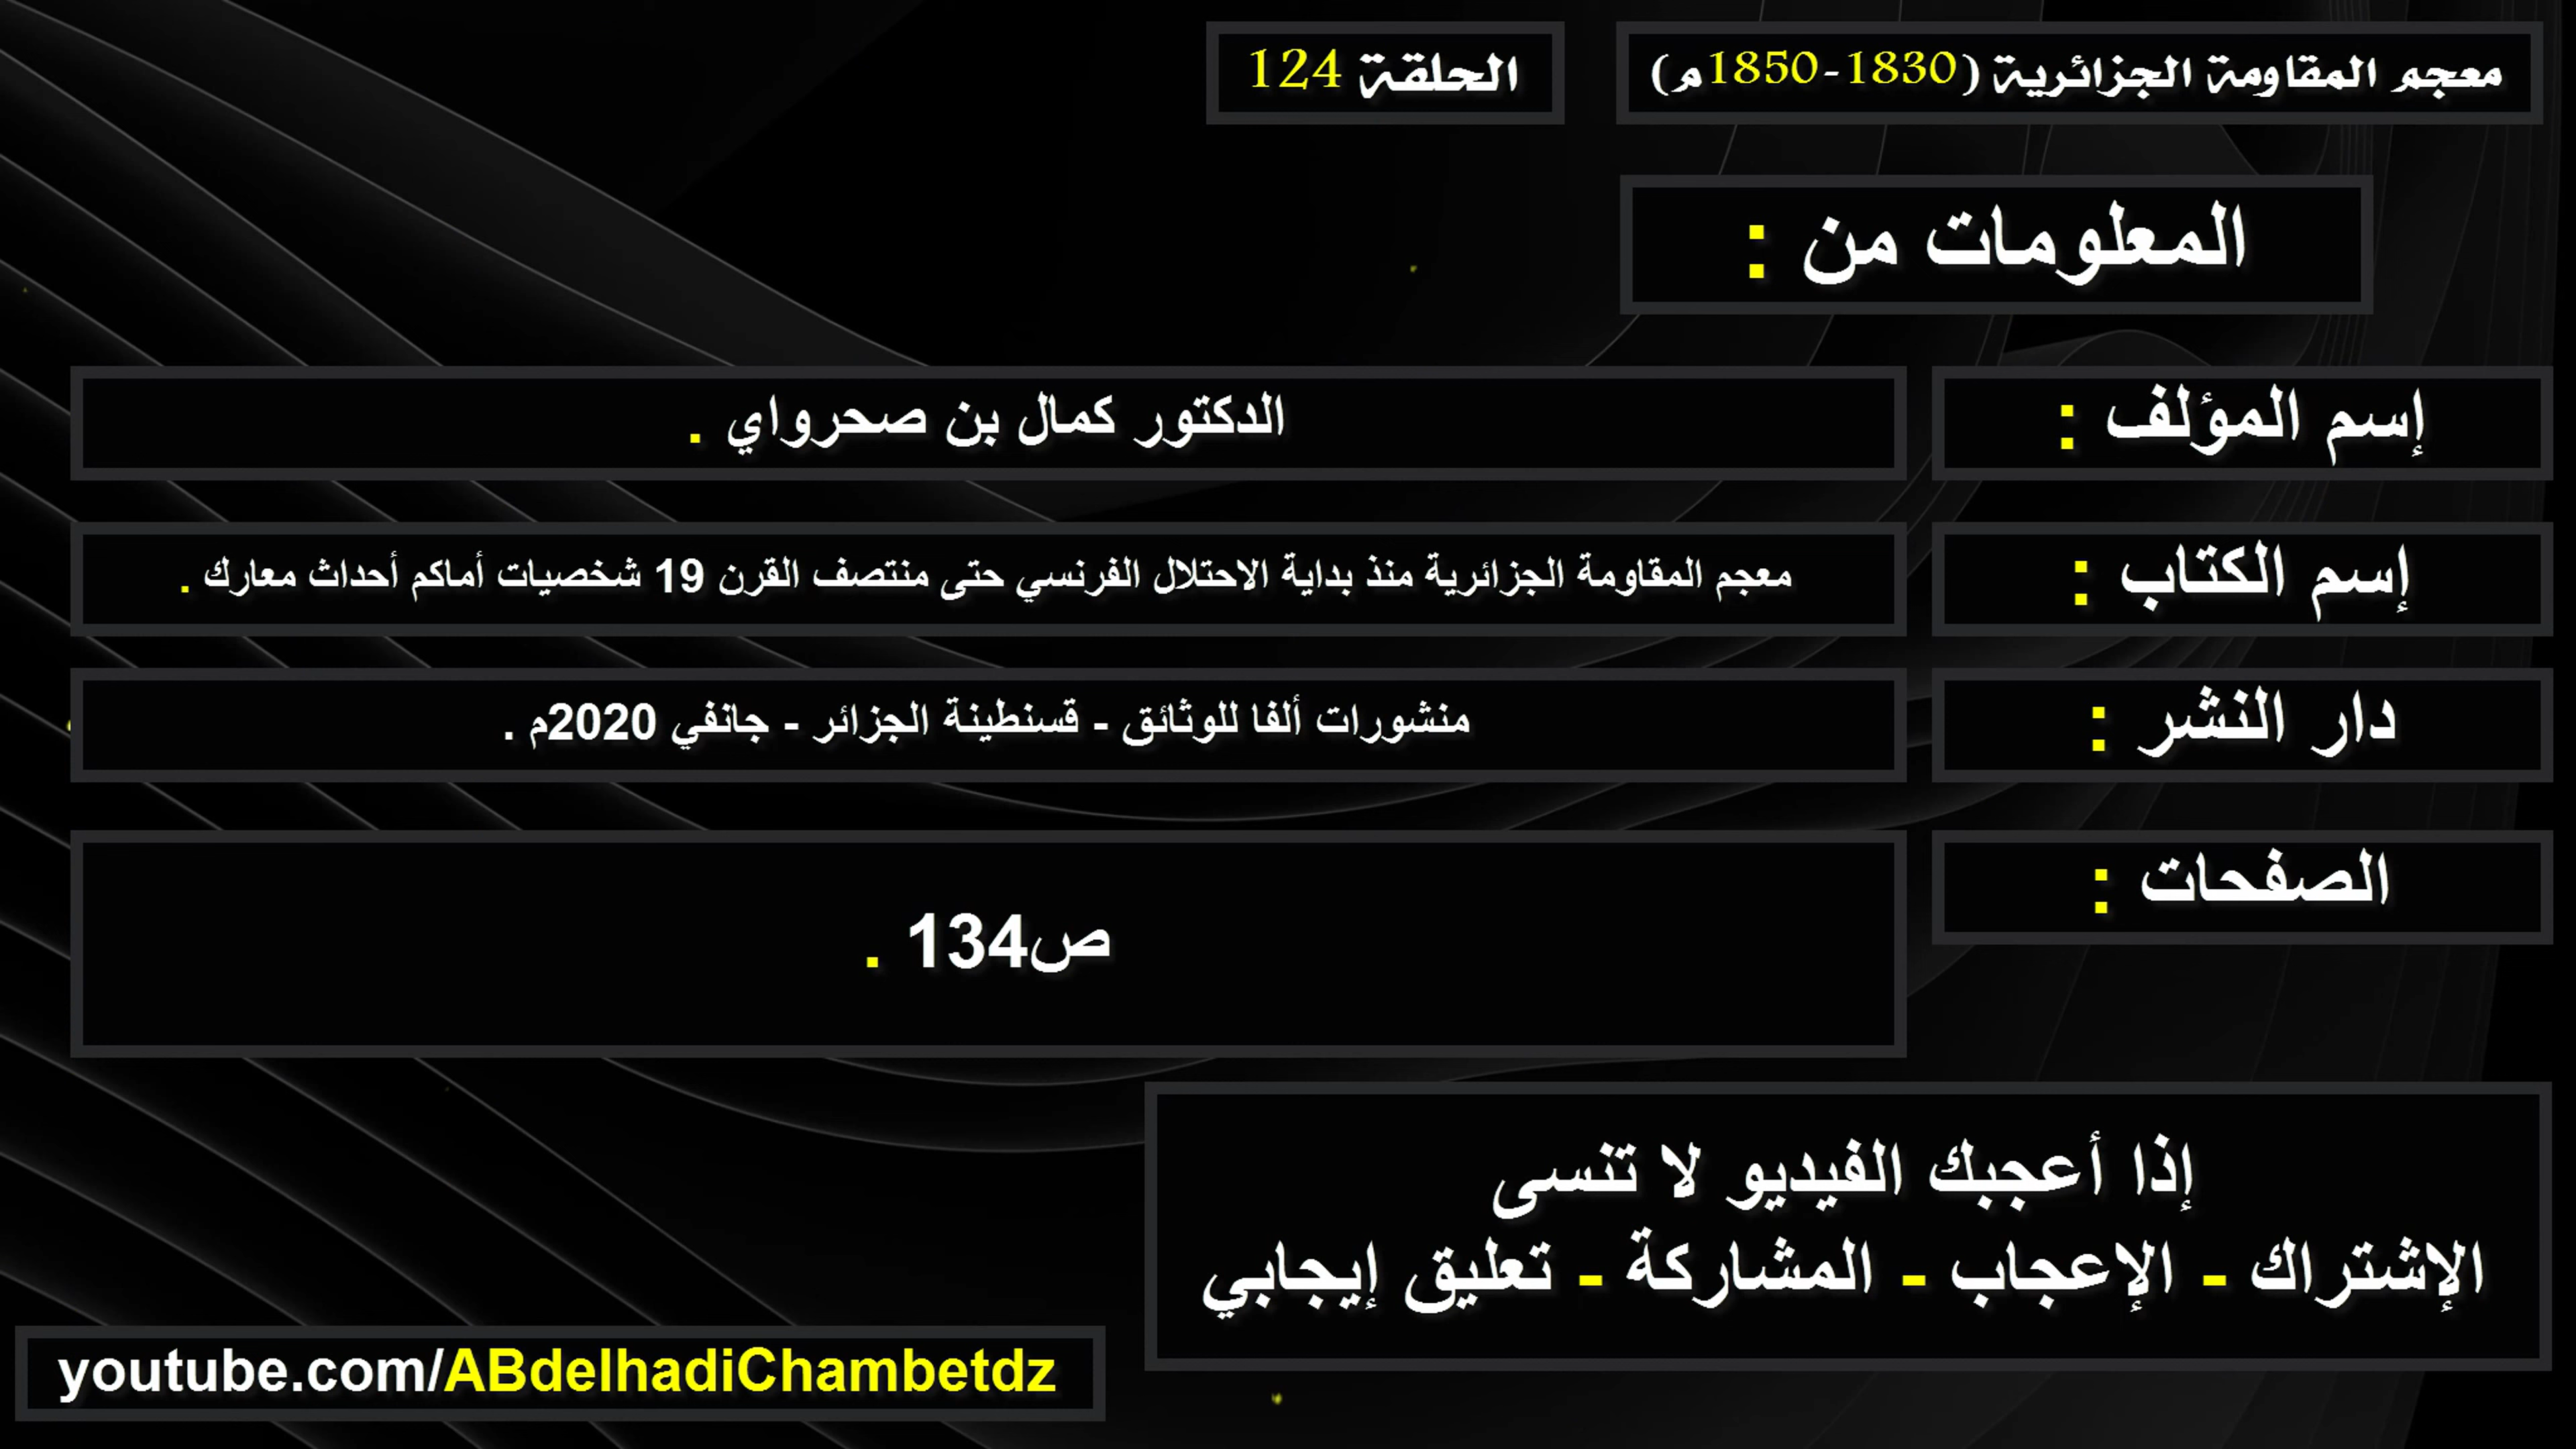 معجم المقاومة الجزائرية (1830-1850م)
الحلقة 124
المعلومات من :
إسم المؤلف :
الدكتور كمال بن صحرواي .
إسم الكتاب :
معجم المقاومة الجزائرية منذ بداية الاحتلال الفرنسي حتى منتصف القرن 19 شخصيات أماكم أحداث معارك .
دار النشر :
منشورات ألفا للوثائق - قسنطينة الجزائر - جانفي 2020م .
الصفحات :
ص134 .
إذا أعجبك الفيديو لا تنسى
الإشتراك - الإعجاب - المشاركة - تعليق إيجابي
youtube.com/ABdelhadiChambetdz